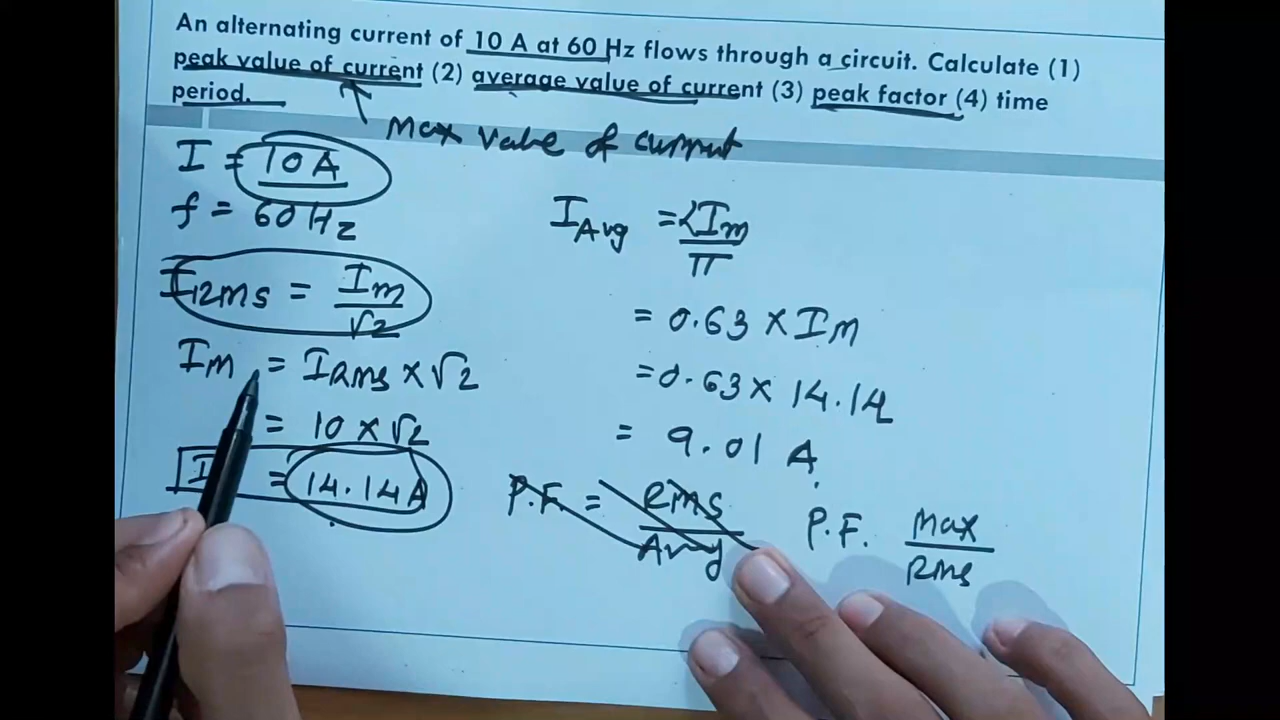 An alternating current of 10 A at 60 Hz flows through a circuit. Calculate (1)
peak value of current (2) average value of current (3) peak factor (4) time
period.
Max value of current
I = 10A
f = 60Hz
IRms = Im/√2
Im = IRms × √2
= 10 × √2
I = 14.14A
IAvg = 2Im/π
= 0.63 × Im
= 0.63 × 14.14
= 9.01 A
P.F. = Rms/Avg
P.F. Max/Rms